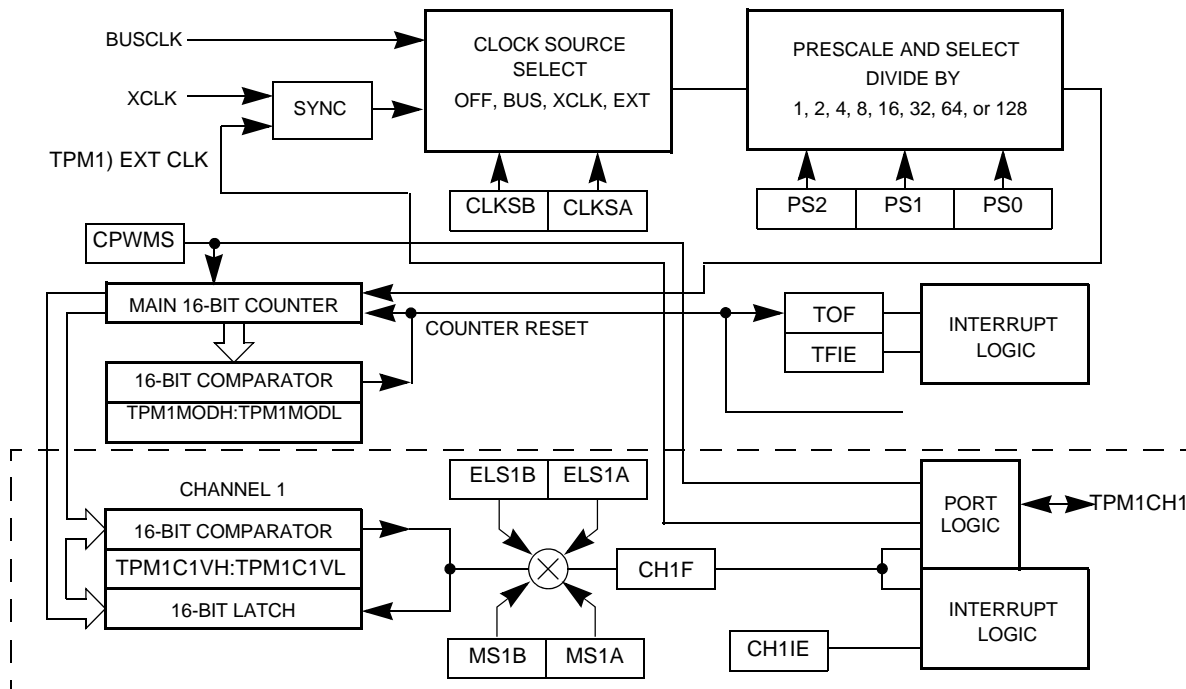 BUSCLK
XCLK
SYNC
TPM1) EXT CLK
CLOCK SOURCE
SELECT
OFF, BUS, XCLK, EXT
PRESCALE AND SELECT
DIVIDE BY
1, 2, 4, 8, 16, 32, 64, or 128
CLKSB
CLKSA
PS2
PS1
PS0
CPWMS
MAIN 16-BIT COUNTER
COUNTER RESET
TOF
TFIE
INTERRUPT
LOGIC
16-BIT COMPARATOR
TPM1MODH:TPM1MODL
ELS1B
ELS1A
CHANNEL 1
16-BIT COMPARATOR
TPM1C1VH:TPM1C1VL
16-BIT LATCH
CH1F
PORT
LOGIC
TPM1CH1
INTERRUPT
LOGIC
MS1B
MS1A
CH1IE